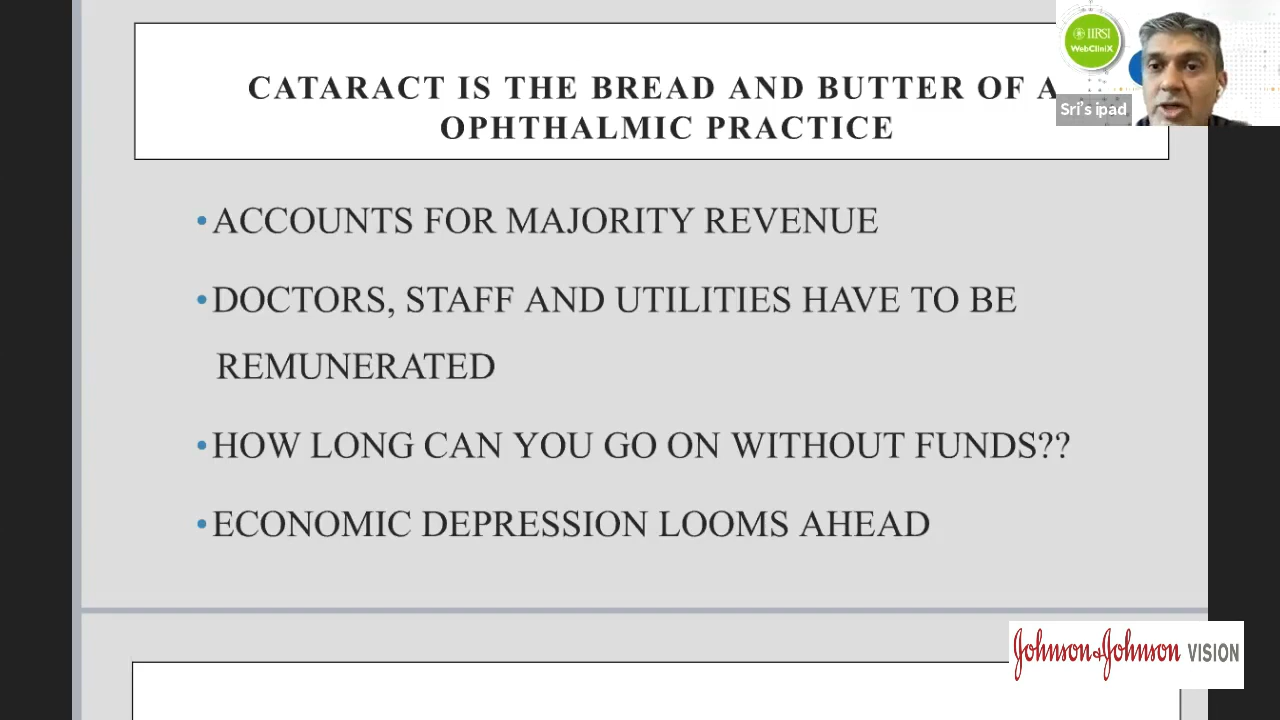 CATARACT IS THE BREAD AND BUTTER OF A
OPHTHALMIC PRACTICE
IIRSI
WebCliniX
Sri's ipad
•ACCOUNTS FOR MAJORITY REVENUE
•DOCTORS, STAFF AND UTILITIES HAVE TO BE
REMUNERATED
•HOW LONG CAN YOU GO ON WITHOUT FUNDS??
•ECONOMIC DEPRESSION LOOMS AHEAD
Johnson&Johnson VISION